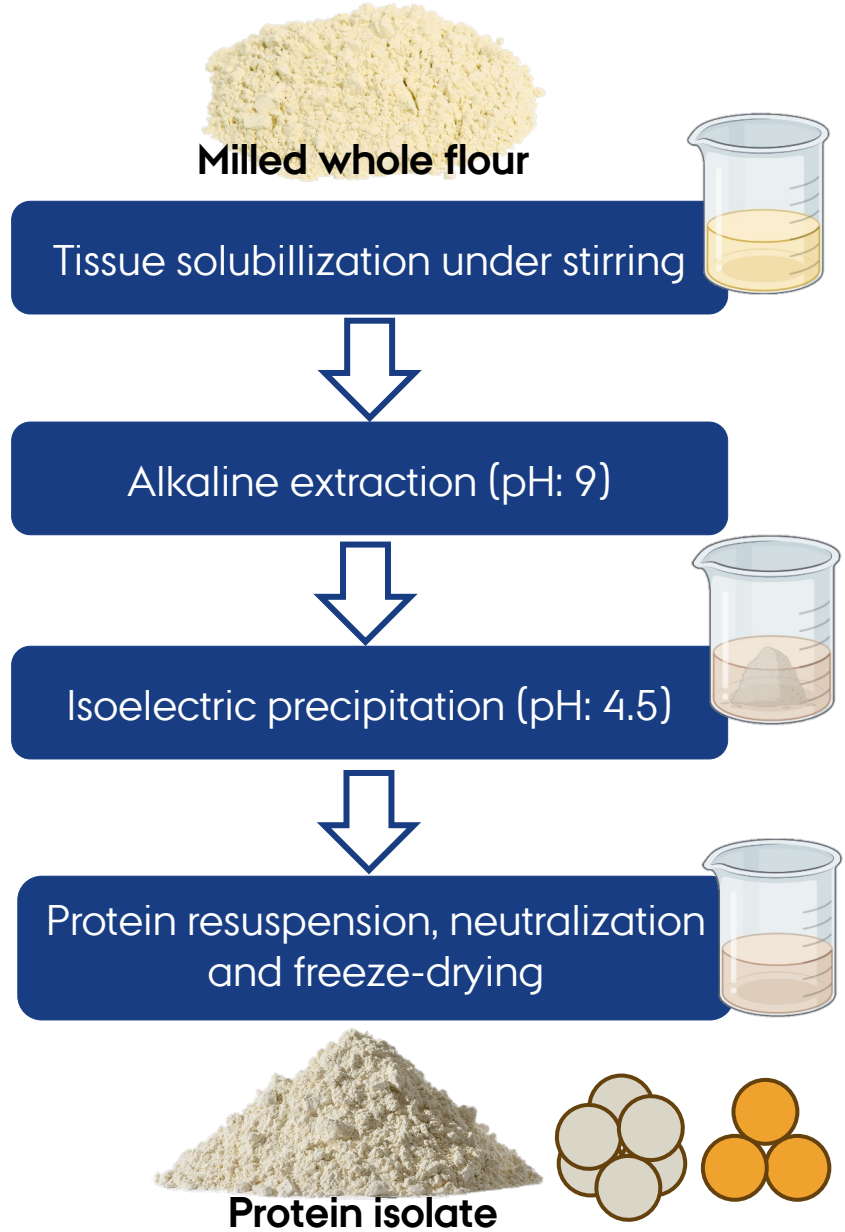 Milled whole flour
Tissue solubillization under stirring
Alkaline extraction (pH: 9)
Isoelectric precipitation (pH: 4.5)
Protein resuspension, neutralization
and freeze-drying
Protein isolate